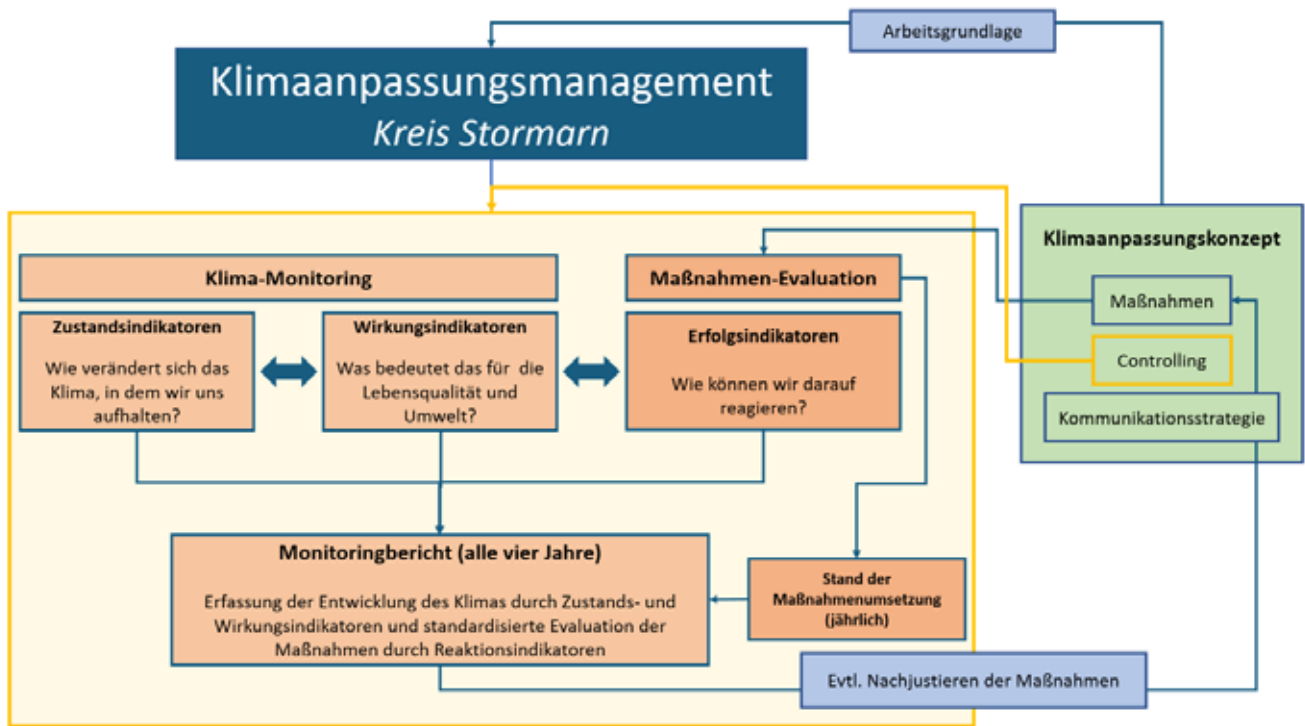 Arbeitsgrundlage
Klimaanpassungsmanagement
Kreis Stormarn
Klimaanpassungskonzept
Maßnahmen
Controlling
Kommunikationsstrategie
Klima-Monitoring
Maßnahmen-Evaluation
Zustandsindikatoren
Wie verändert sich das
Klima, in dem wir uns
aufhalten?
Wirkungsindikatoren
Was bedeutet das für die
Lebensqualität und
Umwelt?
Erfolgsindikatoren
Wie können wir darauf
reagieren?
Monitoringbericht (alle vier Jahre)
Erfassung der Entwicklung des Klimas durch Zustands- und
Wirkungsindikatoren und standardisierte Evaluation der
Maßnahmen durch Reaktionsindikatoren
Stand der
Maßnahmenumsetzung
(jährlich)
Evtl. Nachjustieren der Maßnahmen